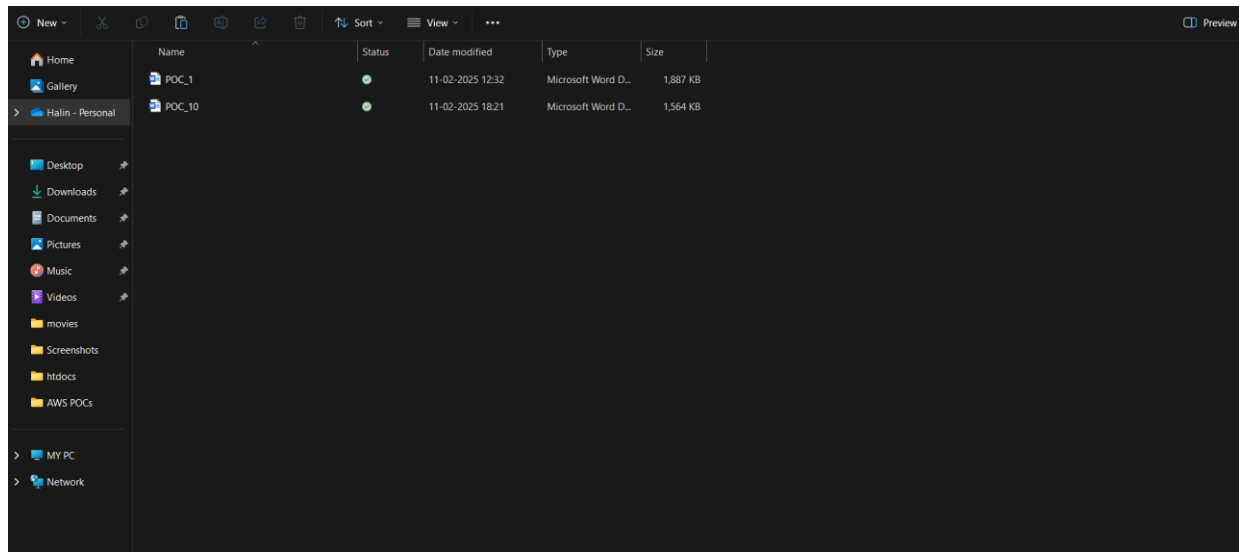 New Sort View ... Preview
Name Status Date modified Type Size
POC_1 11-02-2025 12:32 Microsoft Word D... 1,887 KB
POC_10 11-02-2025 18:21 Microsoft Word D... 1,564 KB
Home
Gallery
Halin - Personal
Desktop
Downloads
Documents
Pictures
Music
Videos
movies
Screenshots
htdocs
AWS POCs
MY PC
Network